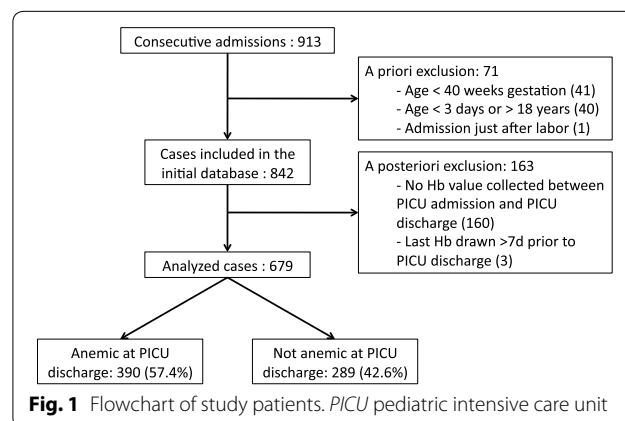 Consecutive admissions : 913
A priori exclusion: 71
- Age < 40 weeks gestation (41)
- Age < 3 days or > 18 years (40)
- Admission just after labor (1)
Cases included in the
initial database : 842
A posteriori exclusion: 163
- No Hb value collected between
PICU admission and PICU
discharge (160)
- Last Hb drawn >7d prior to
PICU discharge (3)
Analyzed cases : 679
Anemic at PICU
discharge: 390 (57.4%)
Not anemic at PICU
discharge: 289 (42.6%)
Fig. 1 Flowchart of study patients. PICU pediatric intensive care unit